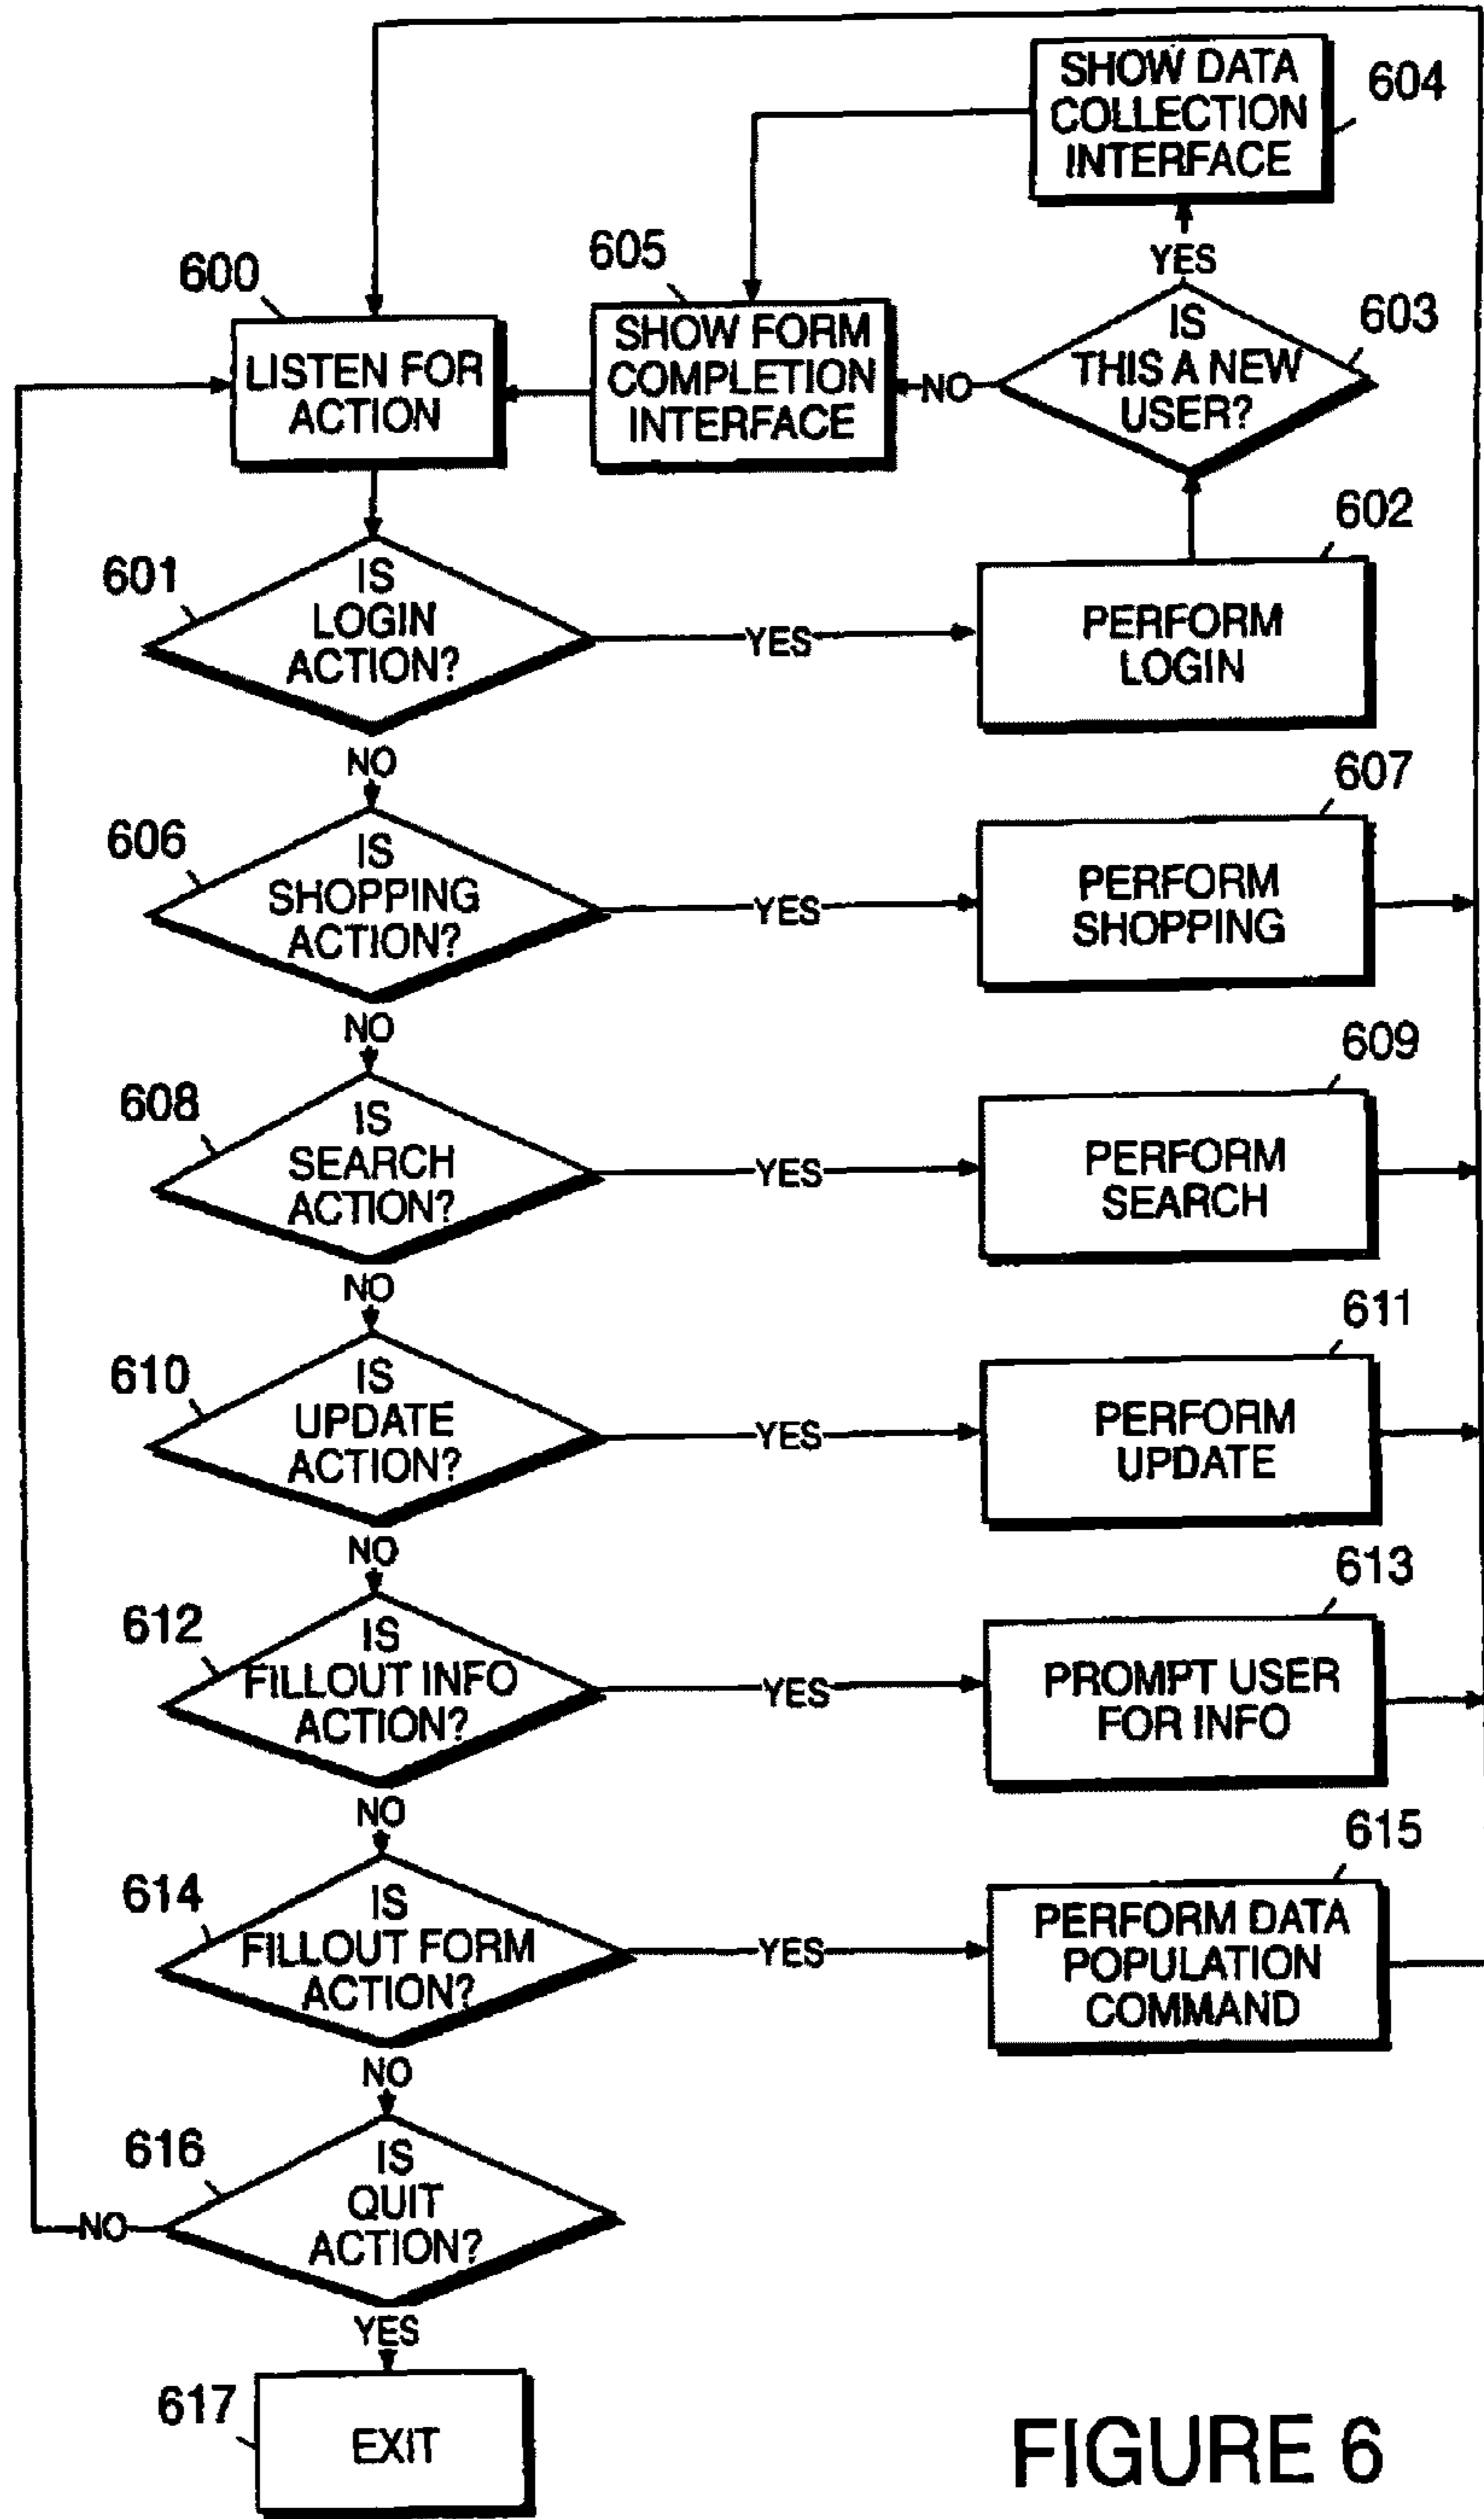 SHOW DATA
COLLECTION
INTERFACE
604
YES
600
605
603
LISTEN FOR
ACTION
SHOW FORM
COMPLETION
INTERFACE
NO
IS
THIS A NEW
USER?
602
601
IS
LOGIN
ACTION?
YES
PERFORM
LOGIN
NO
607
606
IS
SHOPPING
ACTION?
YES
PERFORM
SHOPPING
NO
609
608
IS
SEARCH
ACTION?
YES
PERFORM
SEARCH
NO
611
610
IS
UPDATE
ACTION?
YES
PERFORM
UPDATE
NO
613
612
IS
FILLOUT INFO
ACTION?
YES
PROMPT USER
FOR INFO
NO
615
614
IS
FILLOUT FORM
ACTION?
YES
PERFORM DATA
POPULATION
COMMAND
NO
616
IS
QUIT
ACTION?
NO
YES
617
EXIT
FIGURE 6